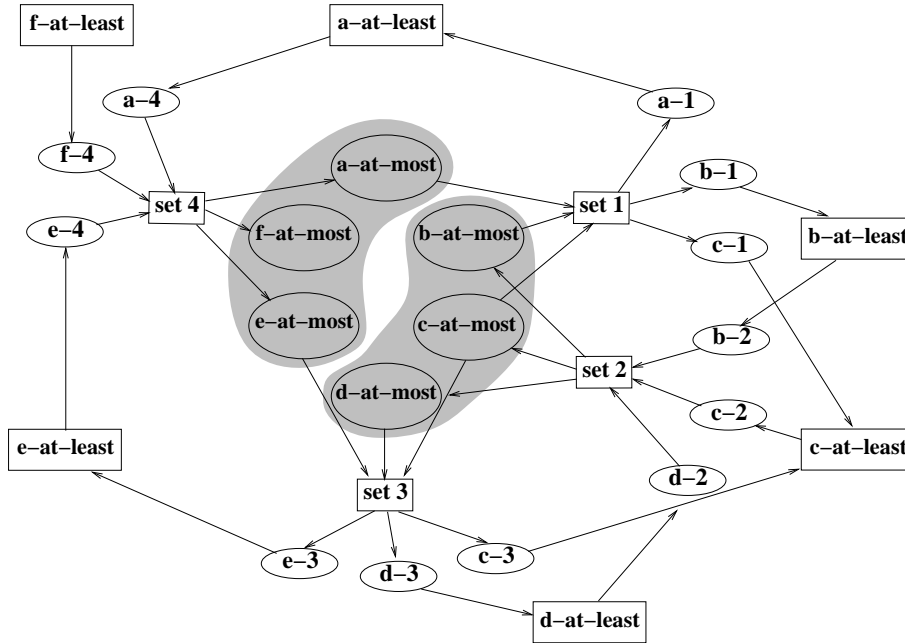 f-at-least
a-at-least
a-4
a-1
f-4
a-at-most
b-1
set 4
set 1
e-4
f-at-most
b-at-most
c-1
b-at-least
e-at-most
c-at-most
b-2
set 2
d-at-most
c-2
e-at-least
c-at-least
set 3
d-2
e-3
d-3
c-3
d-at-least